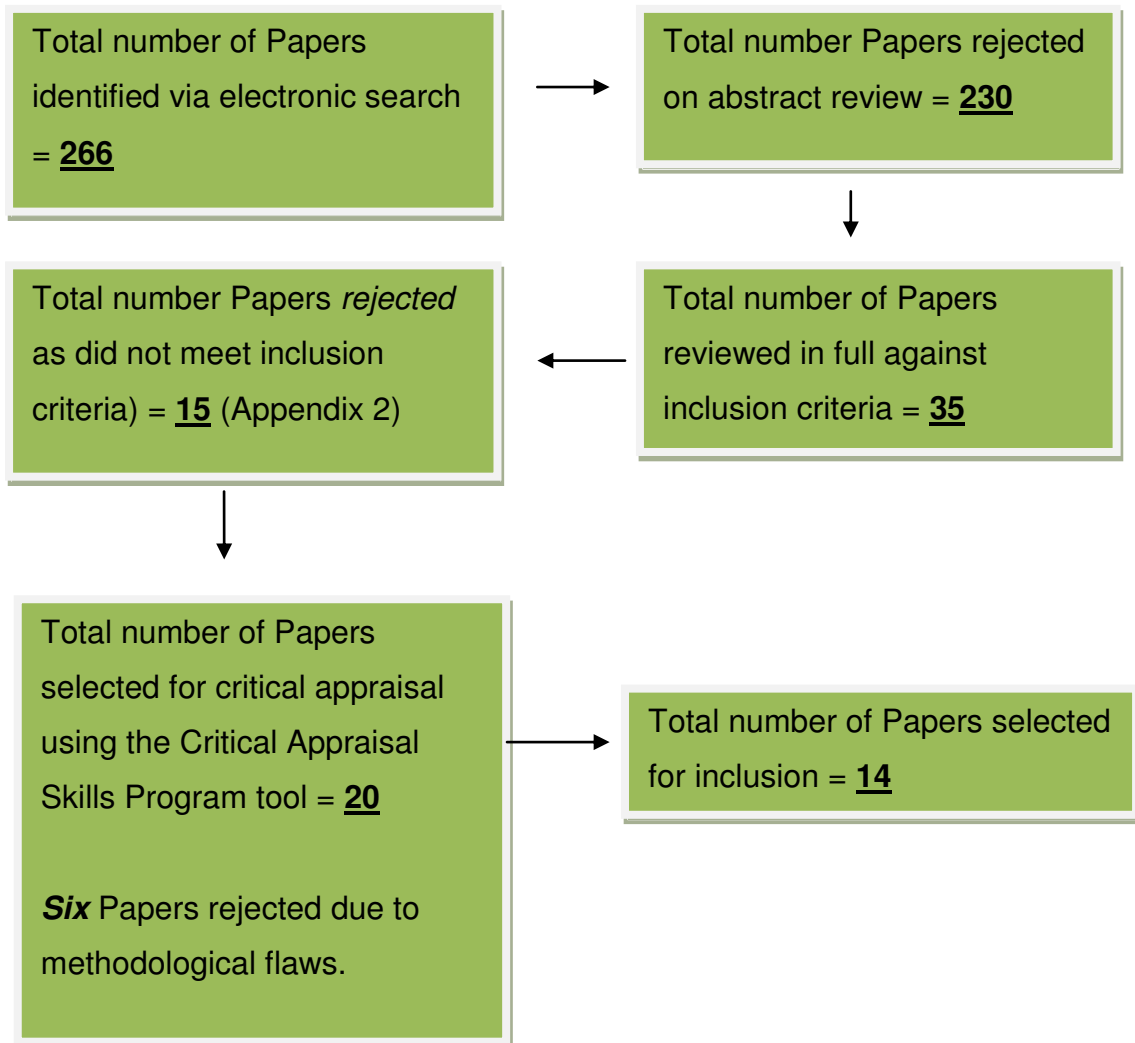 Total number of Papers
identified via electronic search
= 266
Total number Papers rejected
on abstract review = 230
Total number of Papers
reviewed in full against
inclusion criteria = 35
Total number Papers rejected
as did not meet inclusion
criteria) = 15 (Appendix 2)
Total number of Papers
selected for critical appraisal
using the Critical Appraisal
Skills Program tool = 20
Six Papers rejected due to
methodological flaws.
Total number of Papers selected
for inclusion = 14